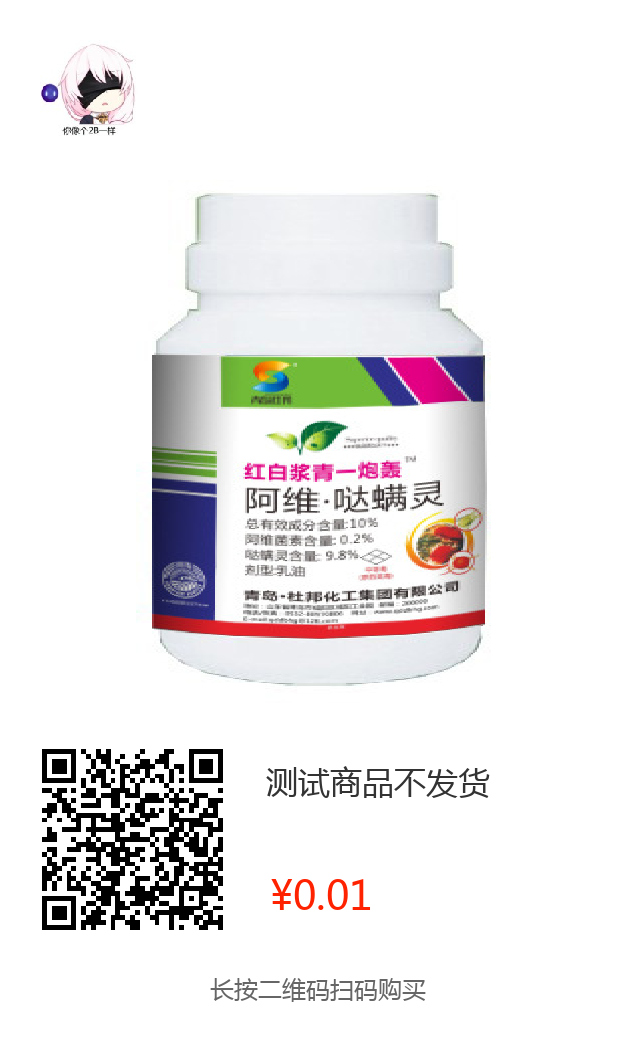 你像个2B一样
红白浆青一炮轰™
阿维·哒螨灵
总有效成分含量:10%
阿维菌素含量: 0.2%
哒螨灵含量: 9.8%
剂型:乳油
青岛·杜邦化工集团有限公司
测试商品不发货
¥0.01
长按二维码扫码购买